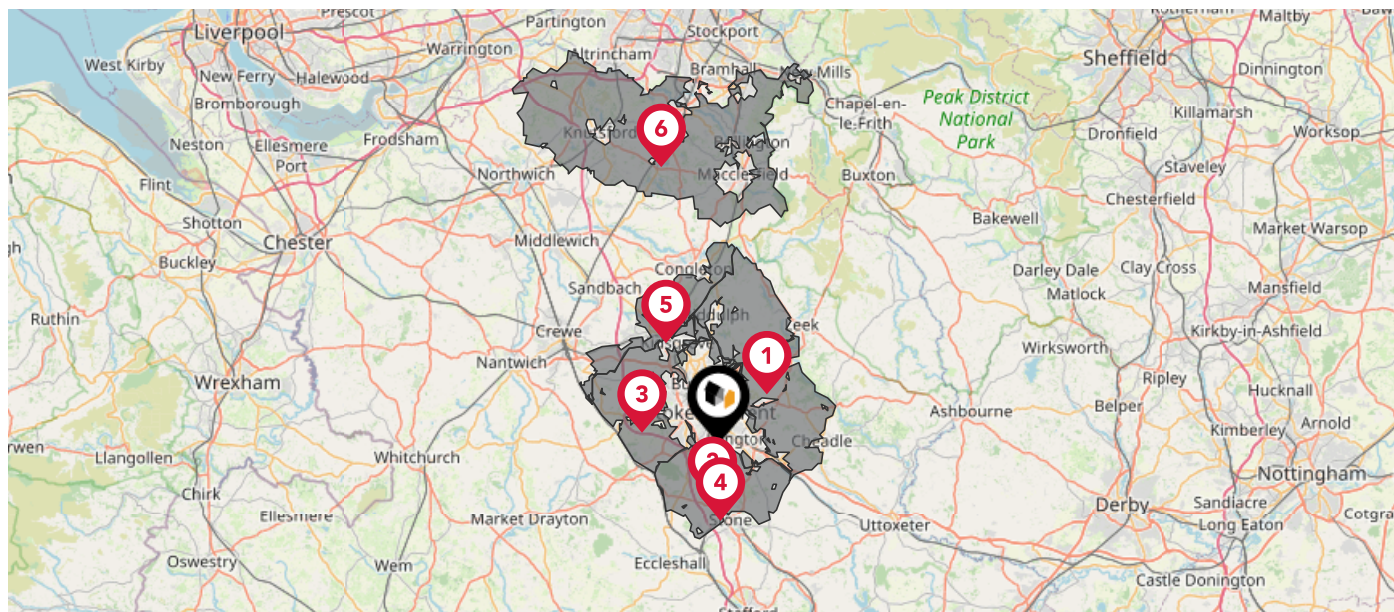 Prescot
Partington
Rotherham
Maltby
Liverpool
Stockport
Warrington
Altrincham
Sheffield
West Kirby
New Ferry
Halewood
Bramhall
Mills
Dinnington
Bromborough
Chapel-en-
le-Frith
Peak District
National
Park
Killamarsh
6
Knutsford
Dronfield
Worksop
Neston
Ellesmere
Port
Frodsham
Bollington
Staveley
Flint
Northwich
Macclesfield
Buxton
Chesterfield
Shotton
Bakewell
Market Warsop
Chester
Middlewich
Buckley
Congleton
Darley Dale
Clay Cross
Sandbach
Matlock
Mansfield
5
Ruthin
Crewe
Leek
Kirkby-in-Ashfield
1
Wirksworth
Nantwich
Wrexham
Ripley
Hucknall
3
Ashbourne
Belper
Arnold
Kimberley
rwen
Llangollen
Whitchurch
Cheadle
2
4
Nottingham
Chirk
Derby
Sandiacre
Ellesmere
Market Drayton
Stone
Uttoxeter
Long Eaton
Cotgra
Oswestry
Wem
Eccleshall
Castle Donington
Stafford